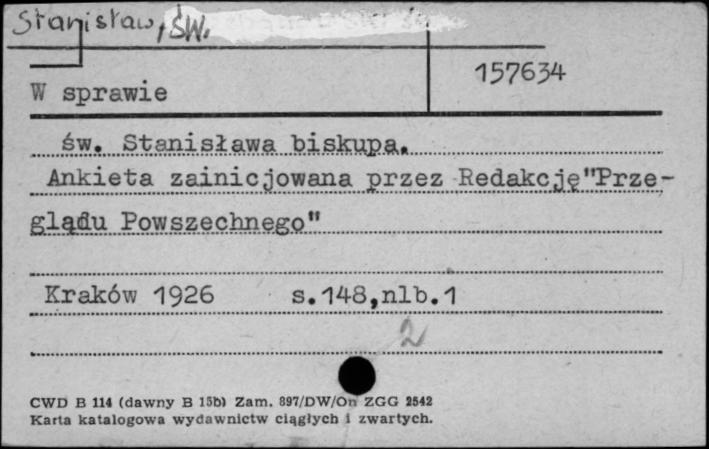 Stanisław, św.
157634
W sprawie
św. Stanisława biskupa.
Ankieta zainicjowana przez Redakcję"Prze-
glądu Powszechnego"
Kraków 1926 s.148,nlb.1
2
CWD B 114 (dawny B 15b) Zam. 897/DW/On ZGG 2542
Karta katalogowa wydawnictw ciągłych i zwartych.